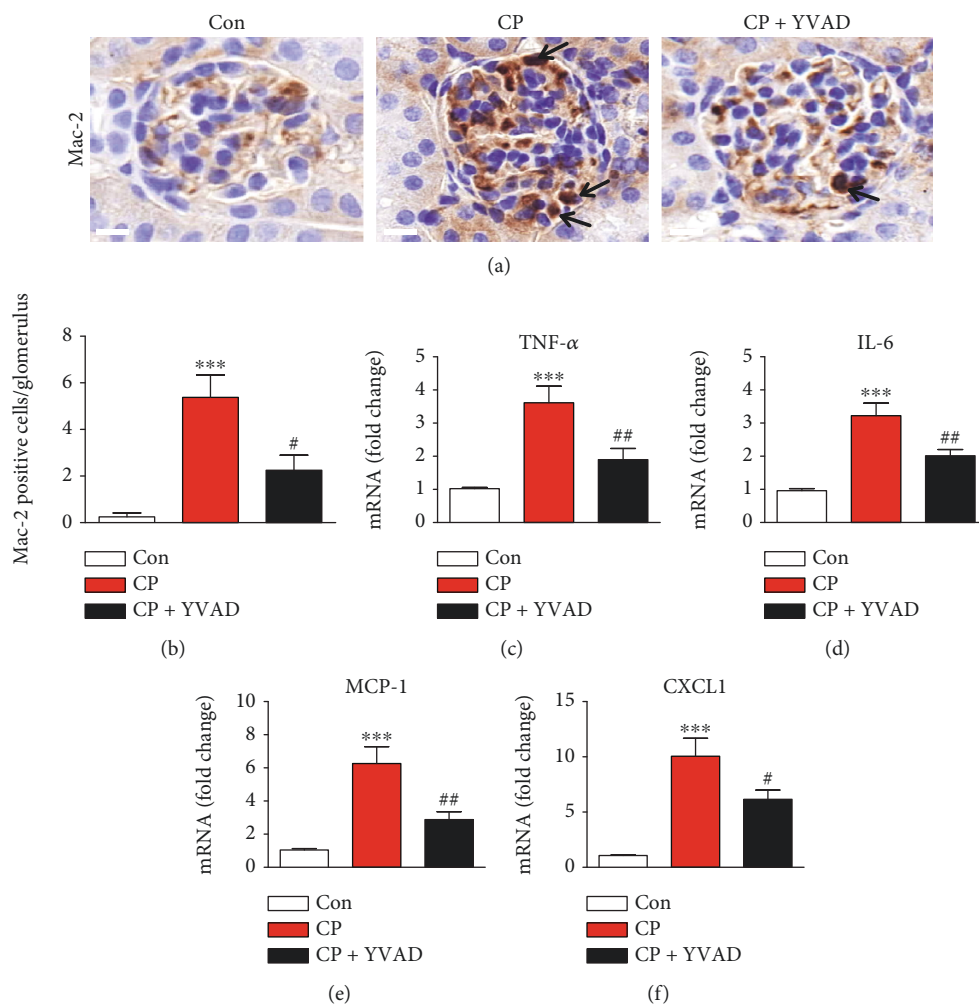 Con
CP
CP + YVAD
Mac-2
(a)
Mac-2 positive cells/glomerulus
8
6
4
2
0
***
#
Con
CP
CP + YVAD
(b)
TNF-α
mRNA (fold change)
5
4
3
2
1
0
***
##
Con
CP
CP + YVAD
(c)
IL-6
mRNA (fold change)
5
4
3
2
1
0
***
##
Con
CP
CP + YVAD
(d)
MCP-1
mRNA (fold change)
10
8
6
4
2
0
***
##
Con
CP
CP + YVAD
(e)
CXCL1
mRNA (fold change)
15
10
5
0
***
#
Con
CP
CP + YVAD
(f)